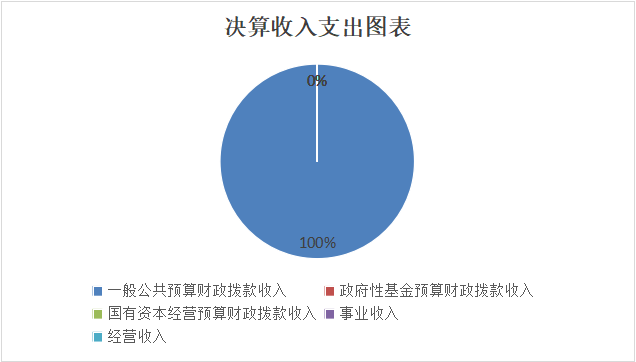 决算收入支出图表
0%
100%
一般公共预算财政拨款收入
政府性基金预算财政拨款收入
国有资本经营预算财政拨款收入
事业收入
经营收入